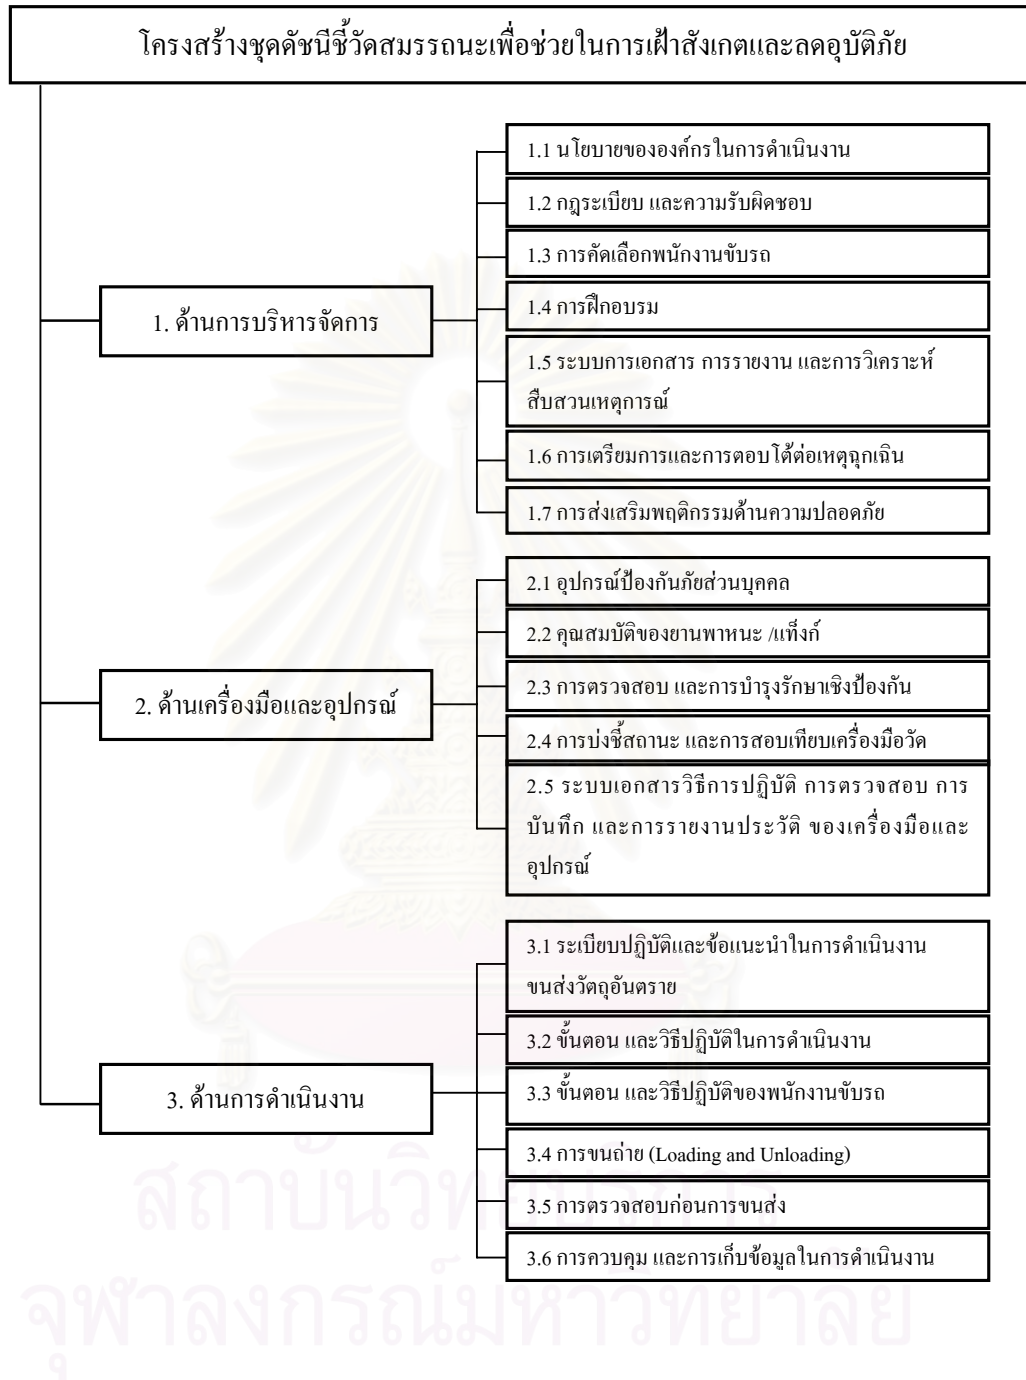 โครงสร้างชุดดัชนีชี้วัดสมรรถนะเพื่อช่วยในการเฝ้าสังเกตและลดอุบัติภัย
1. ด้านการบริหารจัดการ
1.1 นโยบายขององค์กรในการดำเนินงาน
1.2 กฎระเบียบ และความรับผิดชอบ
1.3 การคัดเลือกพนักงานขับรถ
1.4 การฝึกอบรม
1.5 ระบบการเอกสาร การรายงาน และการวิเคราะห์
สืบสวนเหตุการณ์
1.6 การเตรียมการและการตอบโต้ต่อเหตุฉุกเฉิน
1.7 การส่งเสริมพฤติกรรมด้านความปลอดภัย
2. ด้านเครื่องมือและอุปกรณ์
2.1 อุปกรณ์ป้องกันภัยส่วนบุคคล
2.2 คุณสมบัติของยานพาหนะ /แท็งก์
2.3 การตรวจสอบ และการบำรุงรักษาเชิงป้องกัน
2.4 การบ่งชี้สถานะ และการสอบเทียบเครื่องมือวัด
2.5 ระบบเอกสารวิธีการปฏิบัติ การตรวจสอบ การ
บันทึก และการรายงานประวัติ ของเครื่องมือและ
อุปกรณ์
3. ด้านการดำเนินงาน
3.1 ระเบียบปฏิบัติและข้อแนะนำในการดำเนินงาน
ขนส่งวัตถุอันตราย
3.2 ขั้นตอน และวิธีปฏิบัติในการดำเนินงาน
3.3 ขั้นตอน และวิธีปฏิบัติของพนักงานขับรถ
3.4 การขนถ่าย (Loading and Unloading)
3.5 การตรวจสอบก่อนการขนส่ง
3.6 การควบคุม และการเก็บข้อมูลในการดำเนินงาน
สถาบันวิทยบริการ
จุฬาลงกรณ์มหาวิทยาลัย